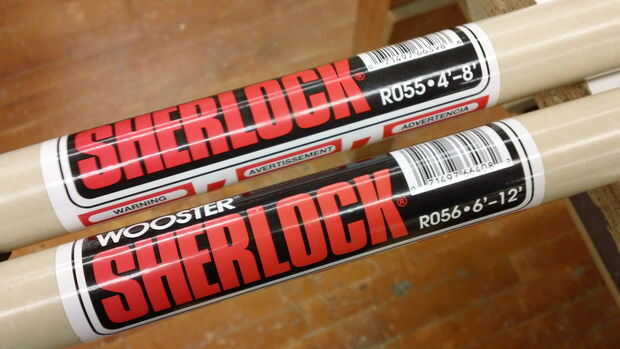 SHERLOCK®
R055•4'-8'
WARNING
AVERTISSEMENT
ADVERTENCIA
WOOSTER
SHERLOCK®
R056•6'-12'